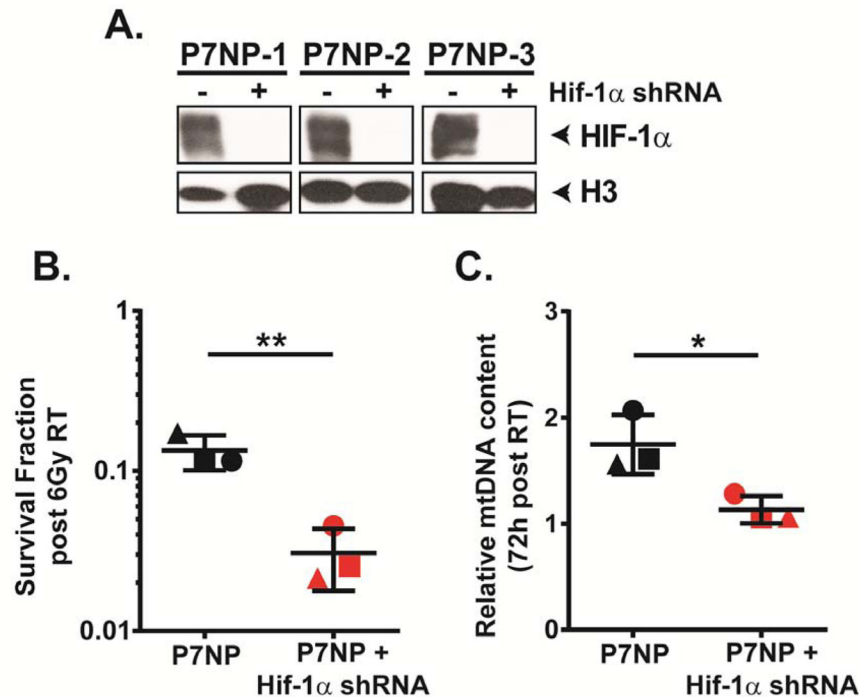 A.
P7NP-1 P7NP-2 P7NP-3
- + - + - + Hif-1α shRNA
HIF-1α
H3
B.
1
0.1
0.01
Survival Fraction
post 6Gy RT
**
P7NP
P7NP +
Hif-1α shRNA
C.
3
2
1
0
Relative mtDNA content
(72h post RT)
*
P7NP
P7NP +
Hif-1α shRNA